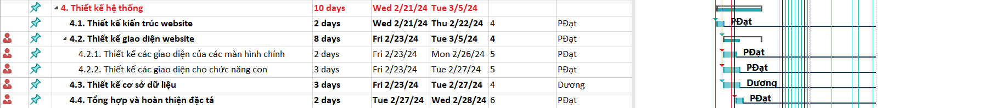 4. Thiết kế hệ thống 10 days Wed 2/21/24 Tue 3/5/24
4.1. Thiết kế kiến trúc website 2 days Wed 2/21/24 Thu 2/22/24 4 PĐạt PĐạt
4.2. Thiết kế giao diện website 8 days Fri 2/23/24 Tue 3/5/24 4 PĐạt
4.2.1. Thiết kế các giao diện của các màn hình chính 2 days Fri 2/23/24 Mon 2/26/24 5 PĐạt PĐạt
4.2.2. Thiết kế các giao diện cho chức năng con 3 days Fri 2/23/24 Tue 2/27/24 5 PĐạt PĐạt
4.3. Thiết kế cơ sở dữ liệu 3 days Fri 2/23/24 Tue 2/27/24 4 Dương Dương
4.4. Tổng hợp và hoàn thiện đặc tả 2 days Tue 2/27/24 Wed 2/28/24 6 PĐạt PĐạt